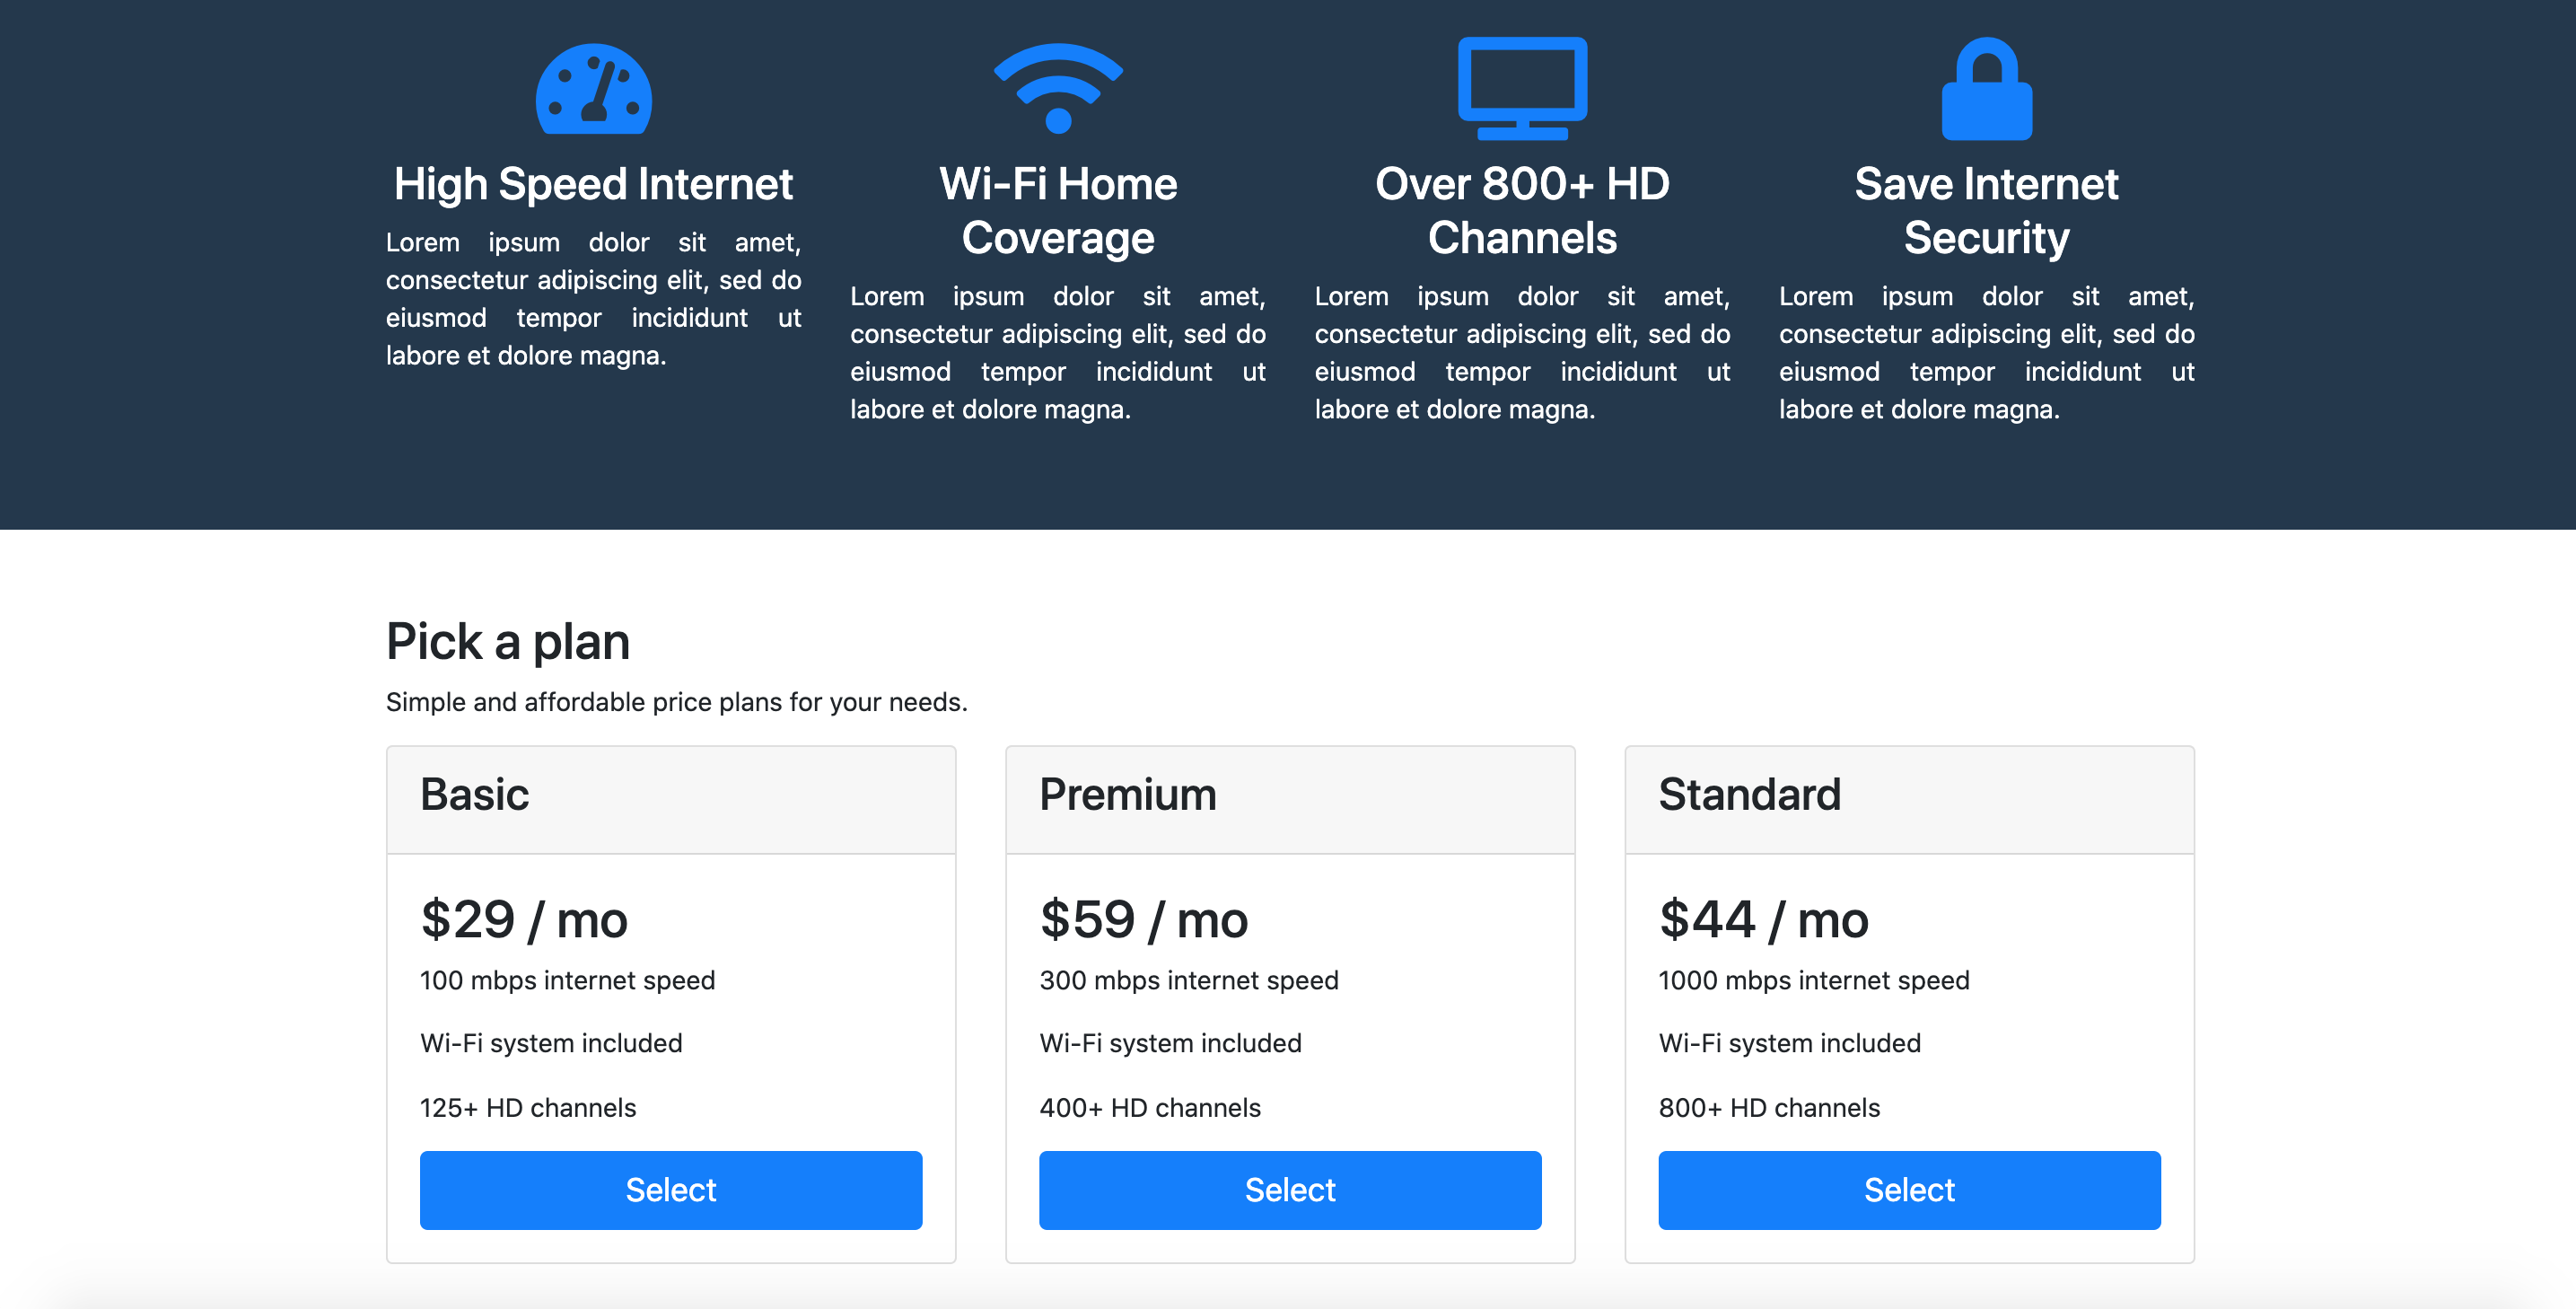 High Speed Internet
Lorem ipsum dolor sit amet,
consectetur adipiscing elit, sed do
eiusmod tempor incididunt ut
labore et dolore magna.
Wi-Fi Home
Coverage
Lorem ipsum dolor sit amet,
consectetur adipiscing elit, sed do
eiusmod tempor incididunt ut
labore et dolore magna.
Over 800+ HD
Channels
Lorem ipsum dolor sit amet,
consectetur adipiscing elit, sed do
eiusmod tempor incididunt ut
labore et dolore magna.
Save Internet
Security
Lorem ipsum dolor sit amet,
consectetur adipiscing elit, sed do
eiusmod tempor incididunt ut
labore et dolore magna.
Pick a plan
Simple and affordable price plans for your needs.
Basic
$29 / mo
100 mbps internet speed
Wi-Fi system included
125+ HD channels
Select
Premium
$59 / mo
300 mbps internet speed
Wi-Fi system included
400+ HD channels
Select
Standard
$44 / mo
1000 mbps internet speed
Wi-Fi system included
800+ HD channels
Select